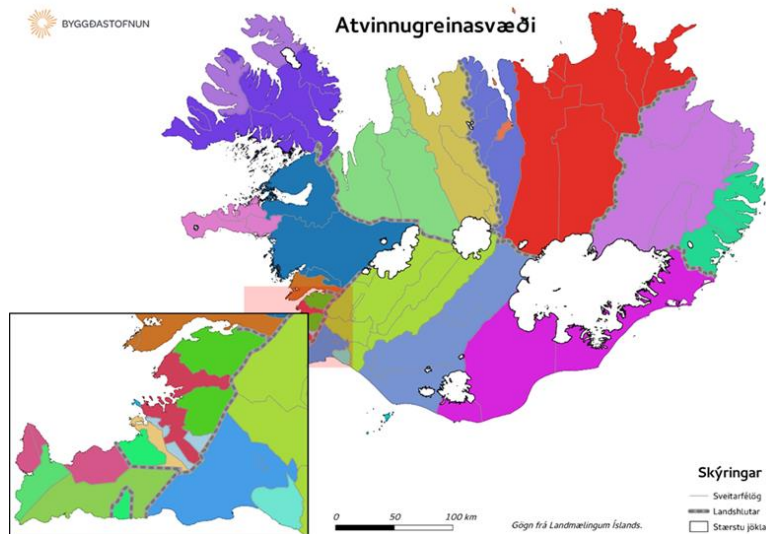 BYGGÐASTOFNUN
Atvinnugreinasvæði
Skýringar
Sveitarfélög
Landshlutar
Stærstu jökla
0 50 100 km
Gögn frá Landmælingum Íslands.